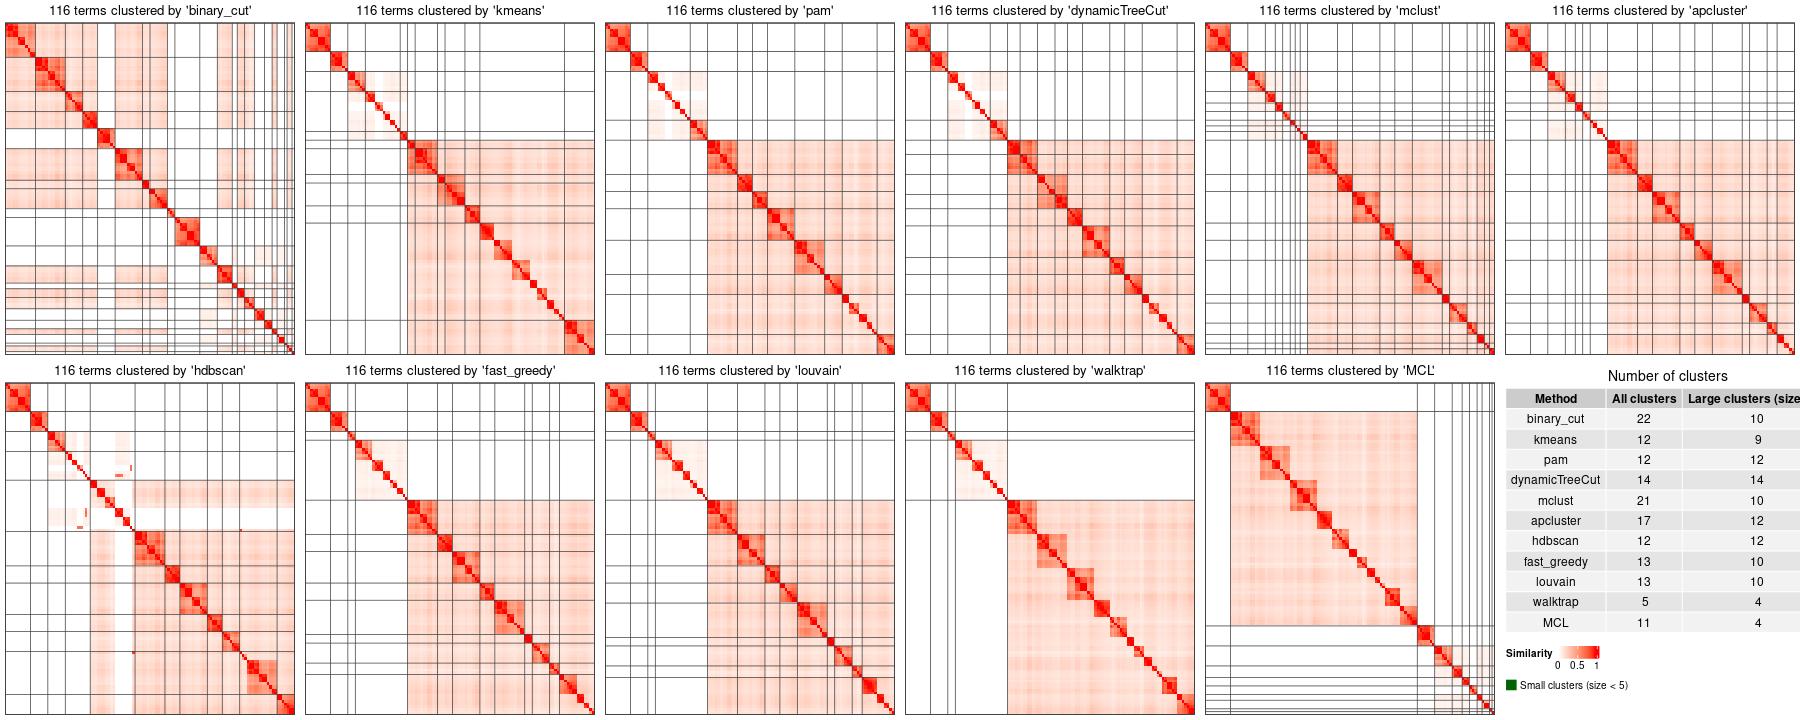 116 terms clustered by 'binary_cut'
116 terms clustered by 'kmeans'
116 terms clustered by 'pam'
116 terms clustered by 'dynamicTreeCut'
116 terms clustered by 'mclust'
116 terms clustered by 'apcluster'
116 terms clustered by 'hdbscan'
116 terms clustered by 'fast_greedy'
116 terms clustered by 'louvain'
116 terms clustered by 'walktrap'
116 terms clustered by 'MCL'
Number of clusters
Method All clusters Large clusters (size
binary_cut 22 10
kmeans 12 9
pam 12 12
dynamicTreeCut 14 14
mclust 21 10
apcluster 17 12
hdbscan 12 12
fast_greedy 13 10
louvain 13 10
walktrap 5 4
MCL 11 4
Similarity
0 0.5 1
Small clusters (size < 5)